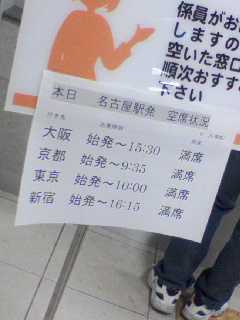 係員がお
しますの
空いた窓口
順次おすす
下さい
本日 名古屋駅発 空席状況
行き先 出発時刻 状況
大阪 始発～15:30 満席
京都 始発～9:35 満席
東京 始発～10:00 満席
新宿 始発～16:15 満席